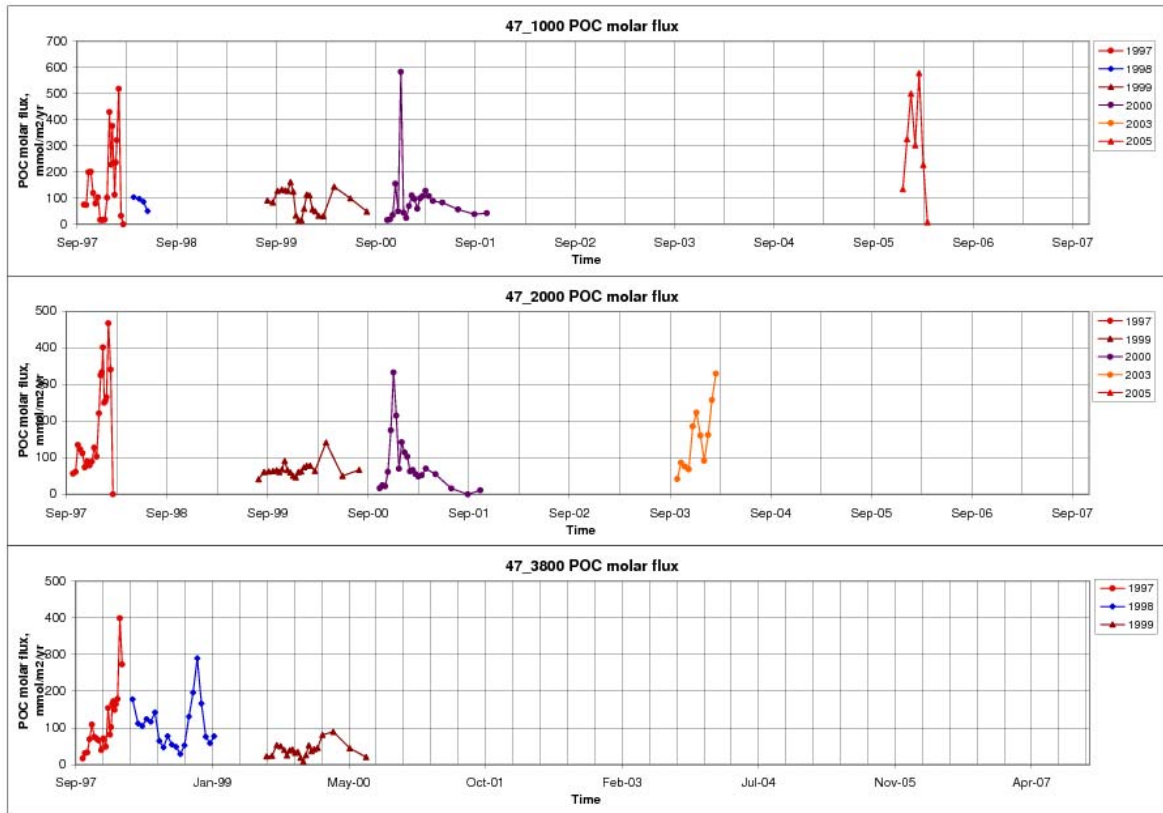 47_1000 POC molar flux
POC molar flux,
mmol/m2/yr
700
600
500
400
300
200
100
0
Sep-97 Sep-98 Sep-99 Sep-00 Sep-01 Sep-02 Sep-03 Sep-04 Sep-05 Sep-06 Sep-07
Time
1997
1998
1999
2000
2003
2005
47_2000 POC molar flux
POC molar flux,
mmol/m2/yr
500
400
300
200
100
0
Sep-97 Sep-98 Sep-99 Sep-00 Sep-01 Sep-02 Sep-03 Sep-04 Sep-05 Sep-06 Sep-07
Time
1997
1999
2000
2003
2005
47_3800 POC molar flux
POC molar flux,
mmol/m2/yr
500
400
300
200
100
0
Sep-97 Jan-99 May-00 Oct-01 Feb-03 Jul-04 Nov-05 Apr-07
Time
1997
1998
1999